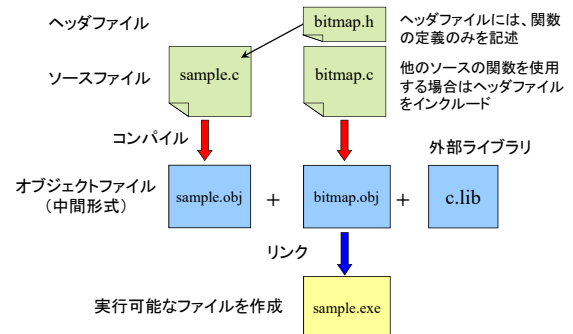 ヘッダファイル
bitmap.h
ヘッダファイルには、関数
の定義のみを記述
ソースファイル
sample.c
bitmap.c
他のソースの関数を使用
する場合はヘッダファイル
をインクルード
コンパイル
外部ライブラリ
オブジェクトファイル
（中間形式）
sample.obj
+
bitmap.obj
+
c.lib
リンク
実行可能なファイルを作成
sample.exe